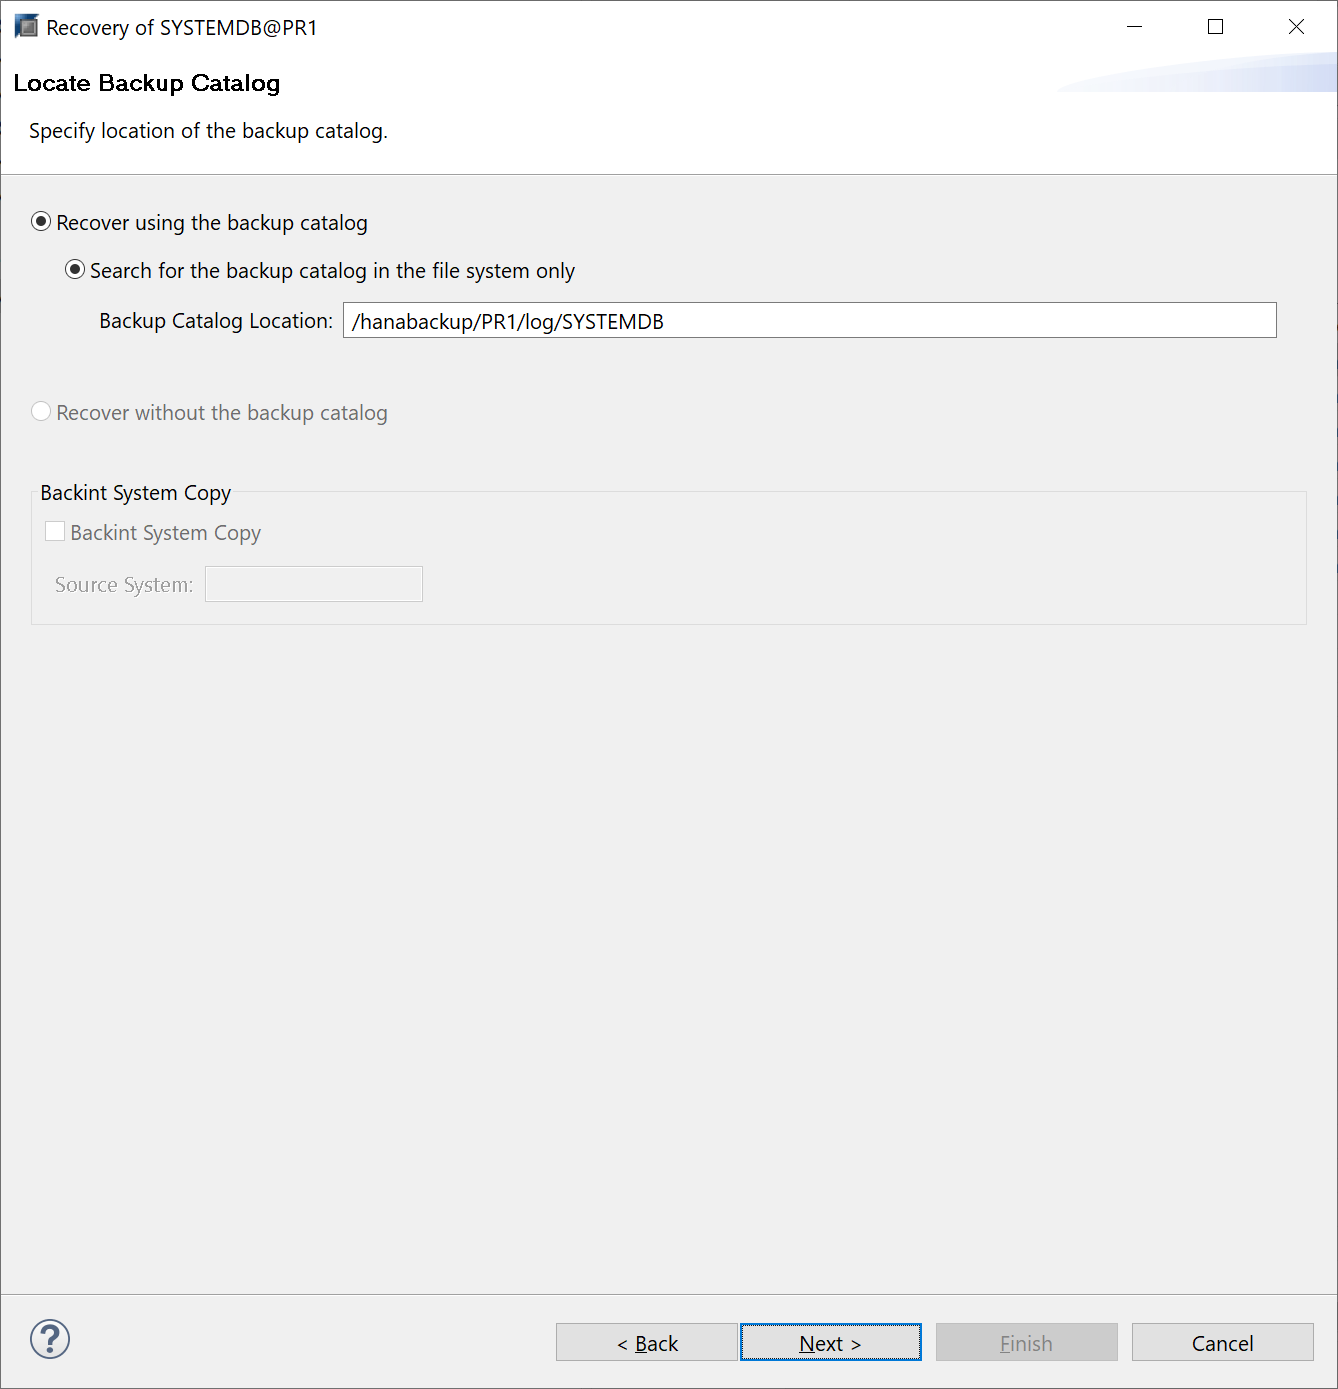 Recovery of SYSTEMDB@PR1
Locate Backup Catalog
Specify location of the backup catalog.
Recover using the backup catalog
Search for the backup catalog in the file system only
Backup Catalog Location: /hanabackup/PR1/log/SYSTEMDB
Recover without the backup catalog
Backint System Copy
Backint System Copy
Source System:
? < Back Next > Finish Cancel